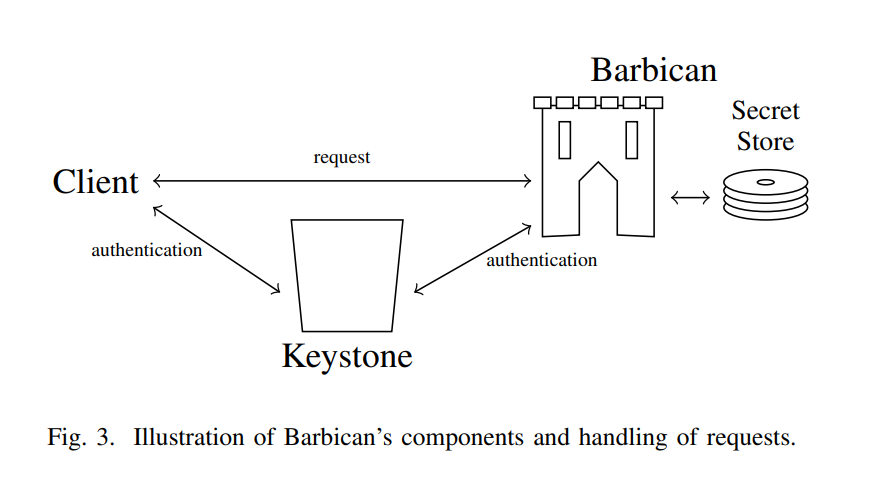 Barbican
Secret
Store
request
Client
authentication
authentication
Keystone
Fig. 3. Illustration of Barbican's components and handling of requests.